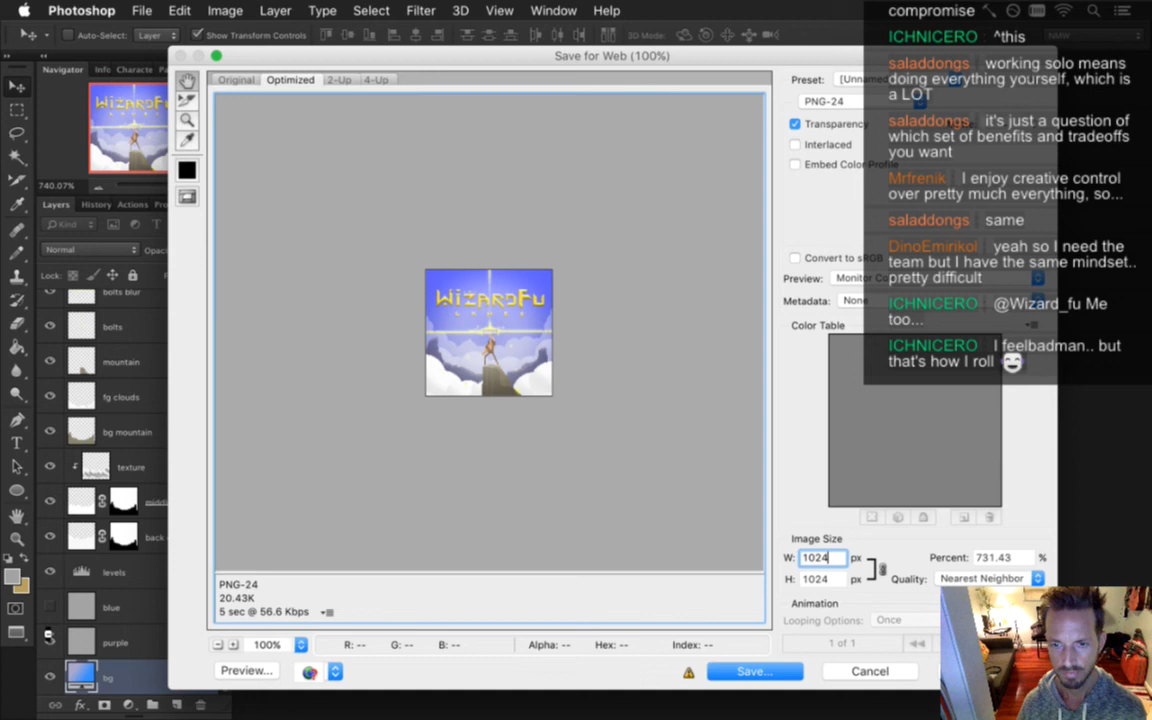 Photoshop File Edit Image Layer Type Select Filter 3D View Window Help
Auto-Select: Layer Show Transform Controls 3D Mode:
Save for Web (100%)
Navigator Info Characte Pa
WIZARDFU
740.07%
Layers History Actions Pro
Kind
Normal Opac
Lock:
bolts blur
bolts
mountain
fg clouds
bg mountain
texture
middl
back
levels
blue
purple
bg
fx
Original Optimized 2-Up 4-Up
WIZARDFU
GAMES
PNG-24
20.43K
5 sec @ 56.6 Kbps
100% R: -- G: -- B: -- Alpha: -- Hex: -- Index: --
Preview... Save... Cancel
Preset: [Unnam
PNG-24
Transparency
Interlaced
Embed Color Profile
Convert to sRGB
Preview: Monitor Co
Metadata: None
Color Table
Image Size
W: 1024 px Percent: 731.43 %
H: 1024 px Quality: Nearest Neighbor
Animation
Looping Options: Once
1 of 1
compromise
ICHNICERO ^this
saladdongs working solo means
doing everything yourself, which is
a LOT
saladdongs it's just a question of
which set of benefits and tradeoffs
you want
Mrfrenik I enjoy creative control
over pretty much everything, so...
saladdongs same
DinoEmirikol yeah so I need the
team but I have the same mindset..
pretty difficult
ICHNICERO @Wizard_fu Me
too...
ICHNICERO I feelbadman.. but
that's how I roll